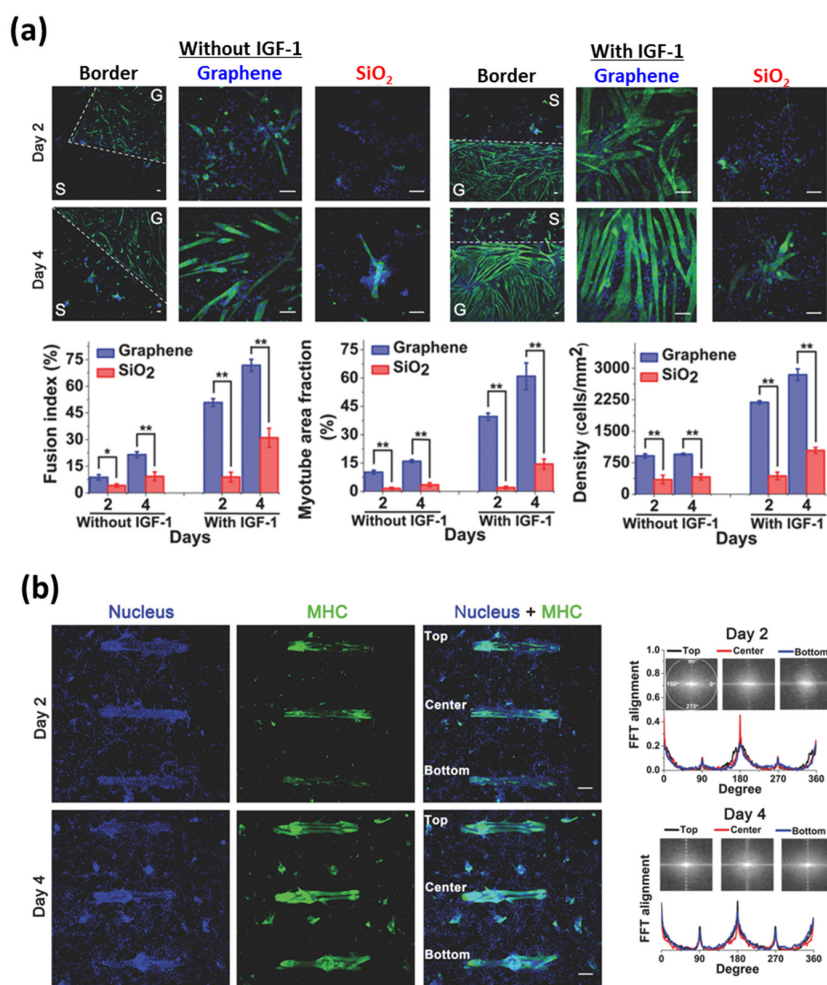 (a)
Without IGF-1
With IGF-1
Border Graphene SiO2 Border Graphene SiO2
Day 2
G
S
S
G
Day 4
G
S
S
G
Fusion index (%)
75
60
45
30
15
0
Graphene
SiO2
* ** ** **
2 4 2 4
Without IGF-1 With IGF-1
Days
Myotube area fraction (%)
75
60
45
30
15
0
Graphene
SiO2
** ** ** **
2 4 2 4
Without IGF-1 With IGF-1
Days
Density (cells/mm2)
3000
2250
1500
750
0
Graphene
SiO2
** ** ** **
2 4 2 4
Without IGF-1 With IGF-1
Days
(b)
Nucleus MHC Nucleus + MHC
Day 2
Top
Center
Bottom
Day 4
Top
Center
Bottom
Day 2
Top Center Bottom
FFT alignment
1.0
0.8
0.6
0.4
0.2
0.0
90°
180° 0°
270°
0 90 180 270 360
Degree
Day 4
Top Center Bottom
FFT alignment
0 90 180 270 360
Degree